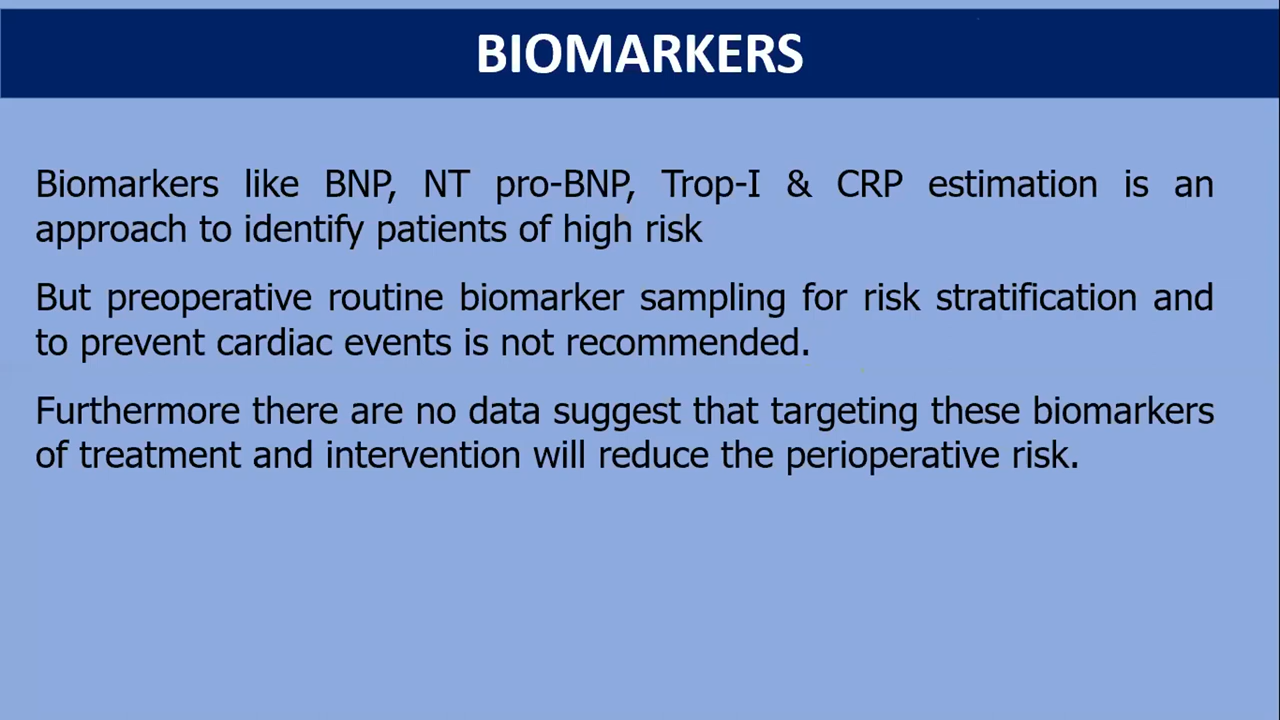 BIOMARKERS
Biomarkers like BNP, NT pro-BNP, Trop-I & CRP estimation is an
approach to identify patients of high risk
But preoperative routine biomarker sampling for risk stratification and
to prevent cardiac events is not recommended.
Furthermore there are no data suggest that targeting these biomarkers
of treatment and intervention will reduce the perioperative risk.